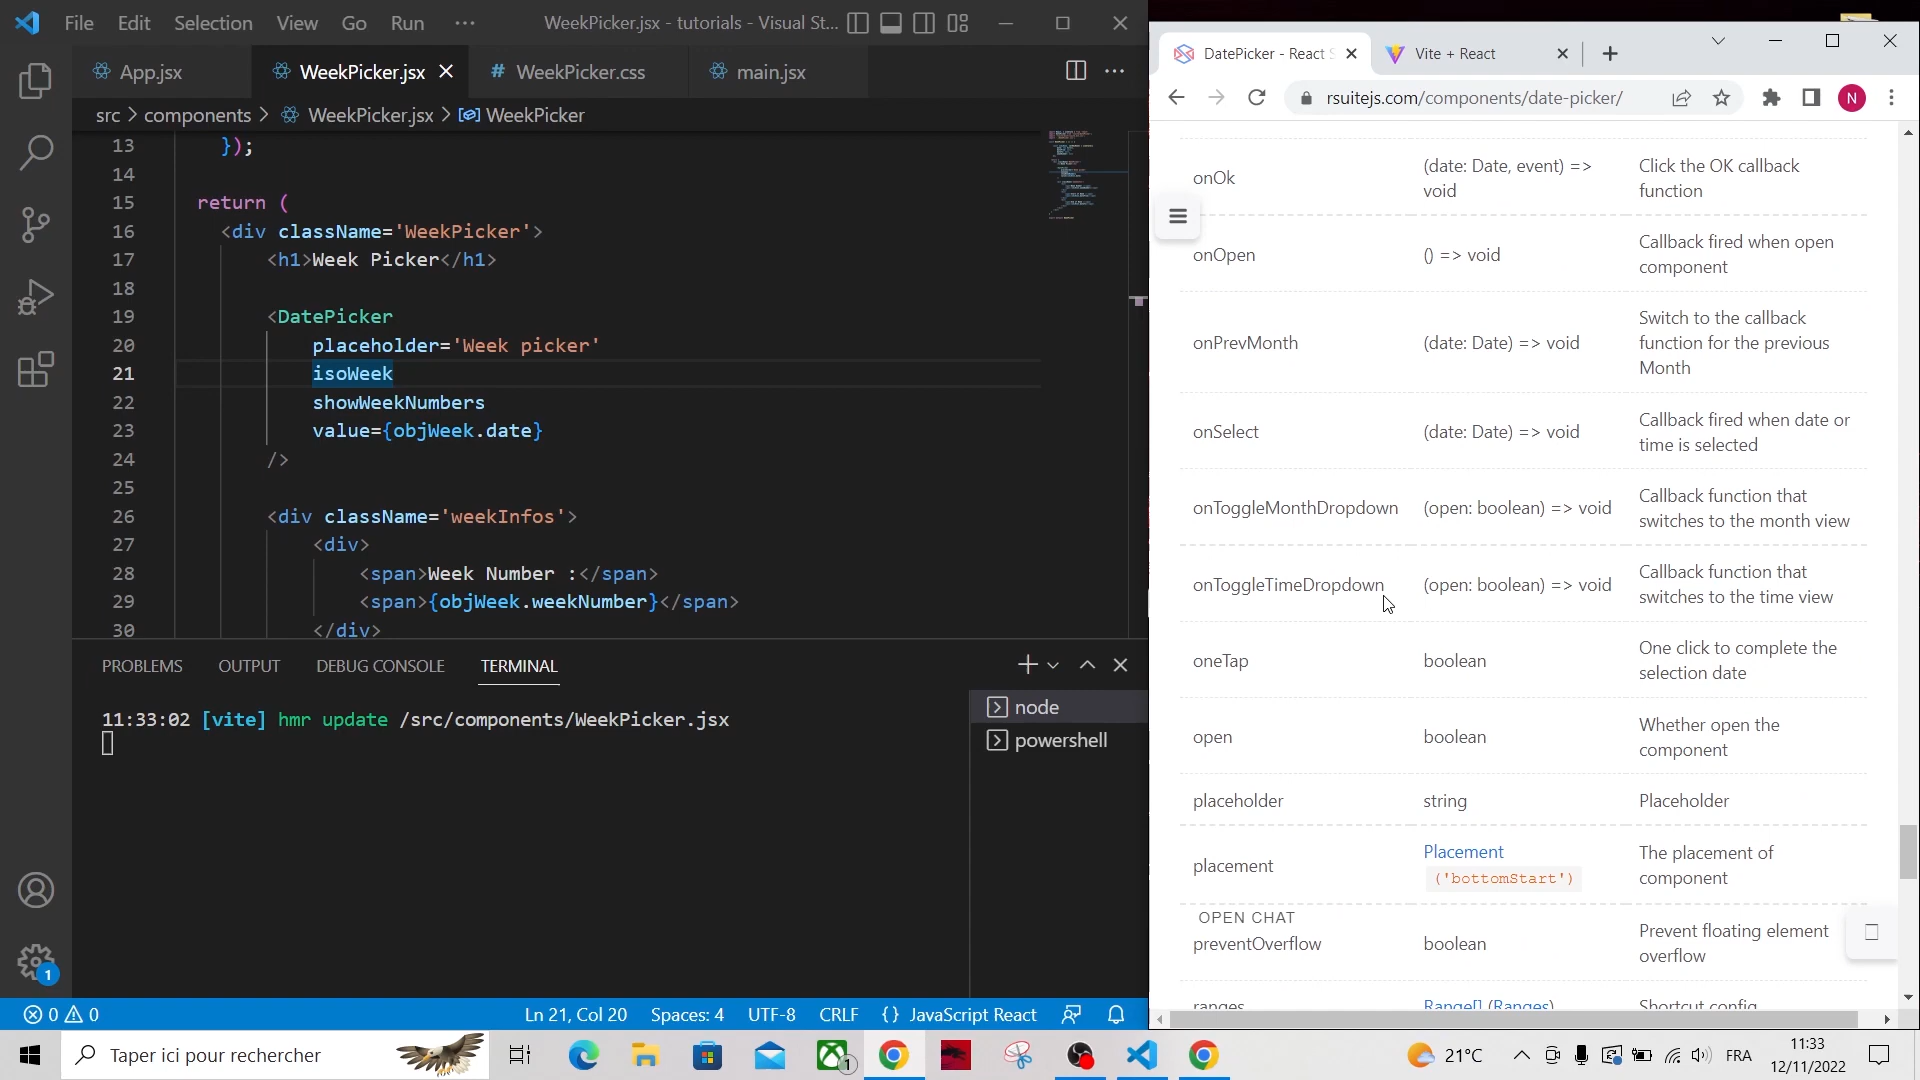 File Edit Selection View Go Run ··· WeekPicker.jsx - tutorials - Visual St...
App.jsx WeekPicker.jsx # WeekPicker.css main.jsx
src > components > WeekPicker.jsx > WeekPicker
13 });
14
15 return (
16 <div className='WeekPicker'>
17 <h1>Week Picker</h1>
18
19 <DatePicker
20 placeholder='Week picker'
21 isoWeek
22 showWeekNumbers
23 value={objWeek.date}
24 />
25
26 <div className='weekInfos'>
27 <div>
28 <span>Week Number :</span>
29 <span>{objWeek.weekNumber}</span>
30 </div>
PROBLEMS OUTPUT DEBUG CONSOLE TERMINAL
11:33:02 [vite] hmr update /src/components/WeekPicker.jsx
node
powershell
1
0 0 Ln 21, Col 20 Spaces: 4 UTF-8 CRLF {} JavaScript React
DatePicker - React S Vite + React
rsuitejs.com/components/date-picker/ N
onOk (date: Date, event) => void Click the OK callback function
onOpen () => void Callback fired when open component
onPrevMonth (date: Date) => void Switch to the callback function for the previous Month
onSelect (date: Date) => void Callback fired when date or time is selected
onToggleMonthDropdown (open: boolean) => void Callback function that switches to the month view
onToggleTimeDropdown (open: boolean) => void Callback function that switches to the time view
oneTap boolean One click to complete the selection date
open boolean Whether open the component
placeholder string Placeholder
placement Placement ('bottomStart') The placement of component
OPEN CHAT
preventOverflow boolean Prevent floating element overflow
ranges Range[] (Ranges) Shortcut config
Taper ici pour rechercher 1 21°C FRA 11:33
12/11/2022